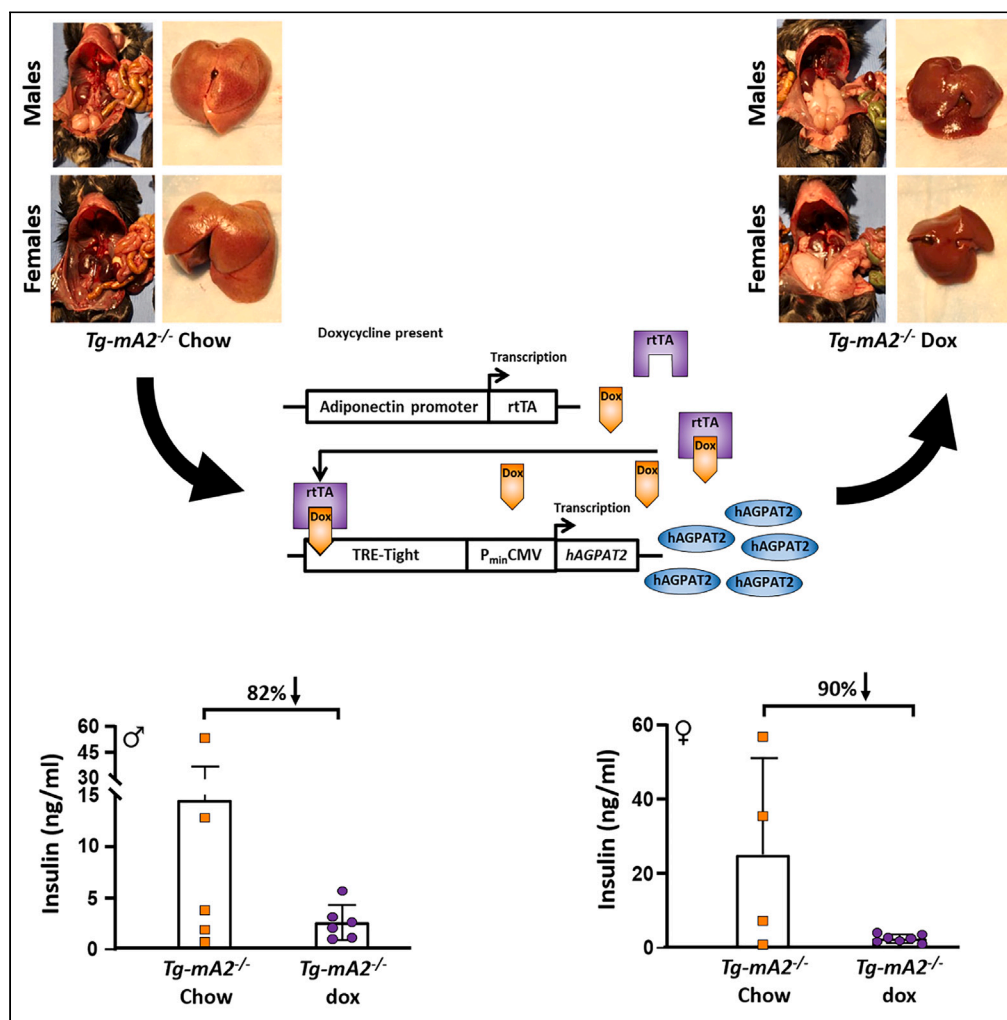 Males
Females
Tg-mA2-/- Chow
Males
Females
Tg-mA2-/- Dox
Doxycycline present
Transcription
rtTA
Adiponectin promoter
rtTA
Dox
rtTA
Dox
rtTA
Dox
Dox
Dox
Transcription
TRE-Tight
PminCMV
hAGPAT2
hAGPAT2
hAGPAT2
hAGPAT2
hAGPAT2
hAGPAT2
82%↓
♂
Insulin (ng/ml)
60
45
30
15
10
5
0
Tg-mA2-/-
Chow
Tg-mA2-/-
dox
90%↓
♀
Insulin (ng/ml)
60
40
20
0
Tg-mA2-/-
Chow
Tg-mA2-/-
dox